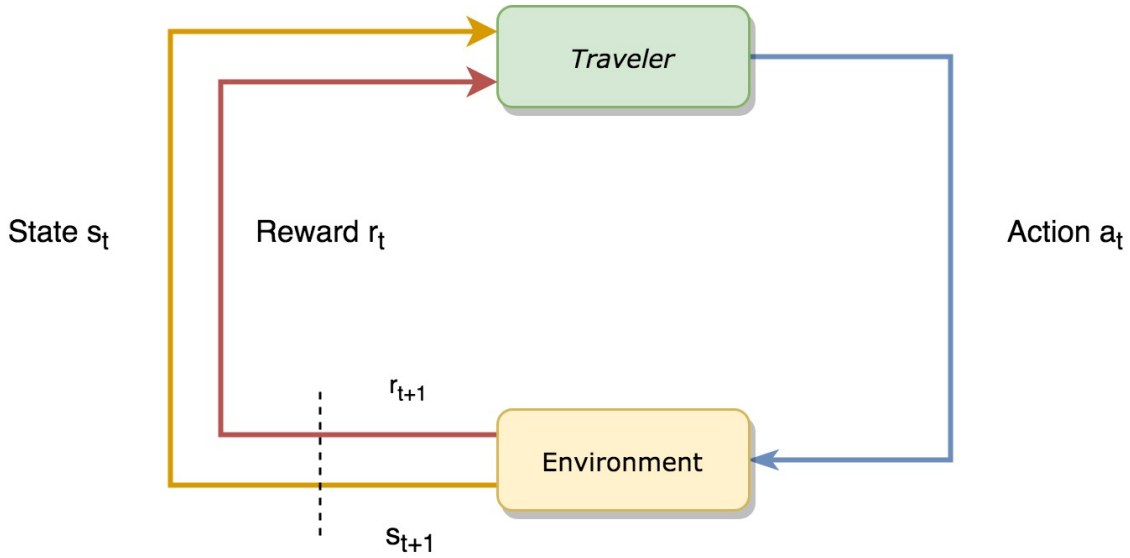 Traveler
State sₜ
Reward rₜ
Action aₜ
rₜ₊₁
Environment
sₜ₊₁